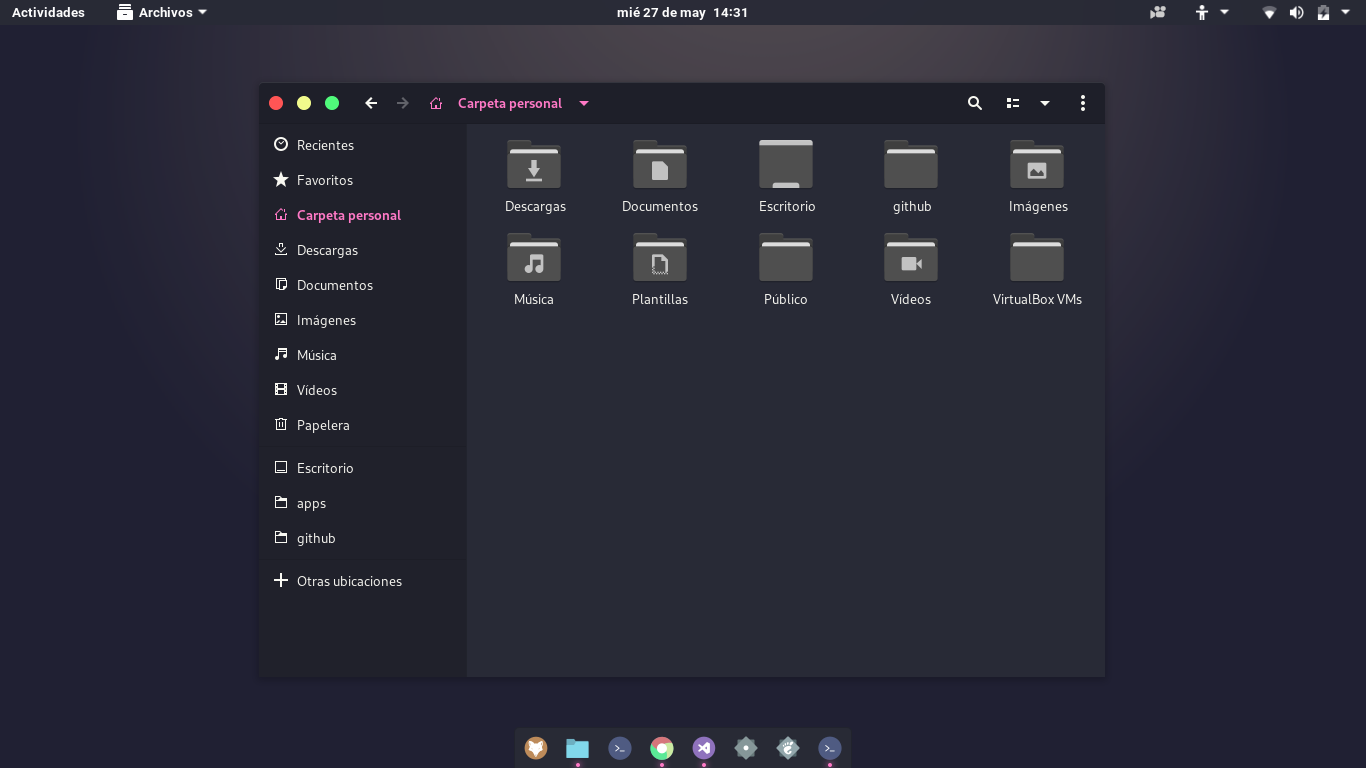 Actividades Archivos mié 27 de may 14:31
Carpeta personal
Recientes
Favoritos
Carpeta personal
Descargas
Documentos
Imágenes
Música
Vídeos
Papelera
Escritorio
apps
github
Otras ubicaciones
Descargas Documentos Escritorio github Imágenes
Música Plantillas Público Vídeos VirtualBox VMs